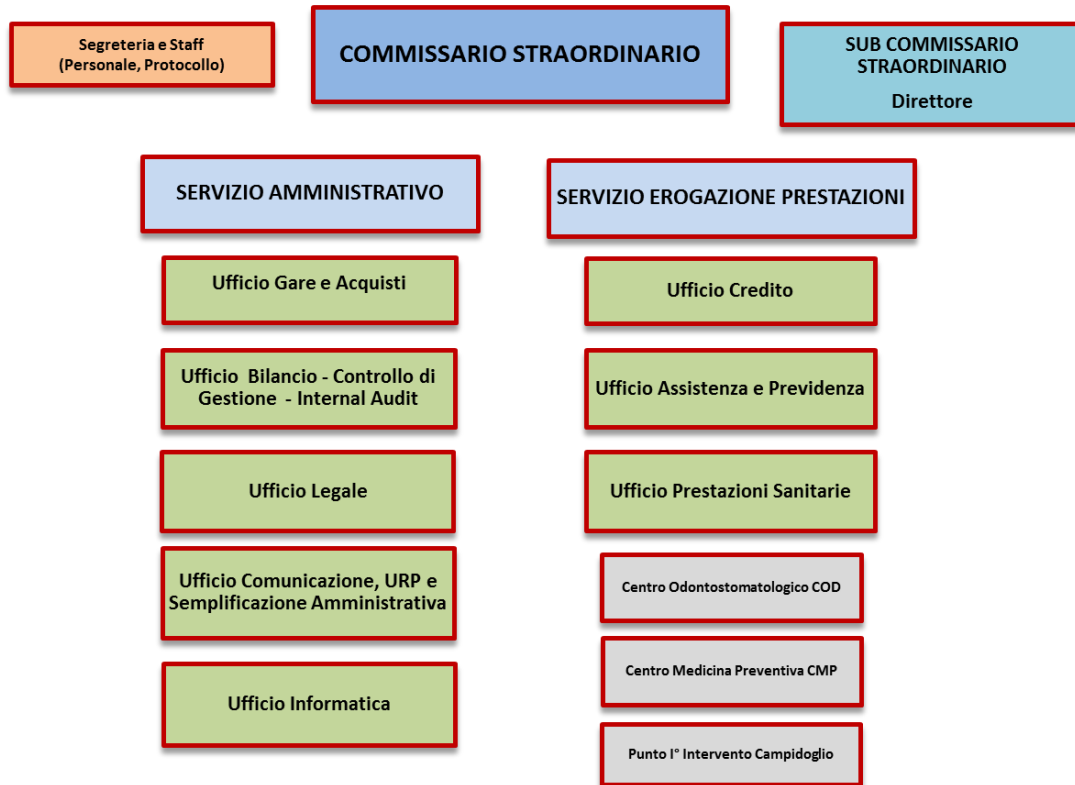 Segreteria e Staff
(Personale, Protocollo)
COMMISSARIO STRAORDINARIO
SUB COMMISSARIO
STRAORDINARIO
Direttore
SERVIZIO AMMINISTRATIVO
SERVIZIO EROGAZIONE PRESTAZIONI
Ufficio Gare e Acquisti
Ufficio Bilancio - Controllo di
Gestione - Internal Audit
Ufficio Legale
Ufficio Comunicazione, URP e
Semplificazione Amministrativa
Ufficio Informatica
Ufficio Credito
Ufficio Assistenza e Previdenza
Ufficio Prestazioni Sanitarie
Centro Odontostomatologico COD
Centro Medicina Preventiva CMP
Punto I° Intervento Campidoglio